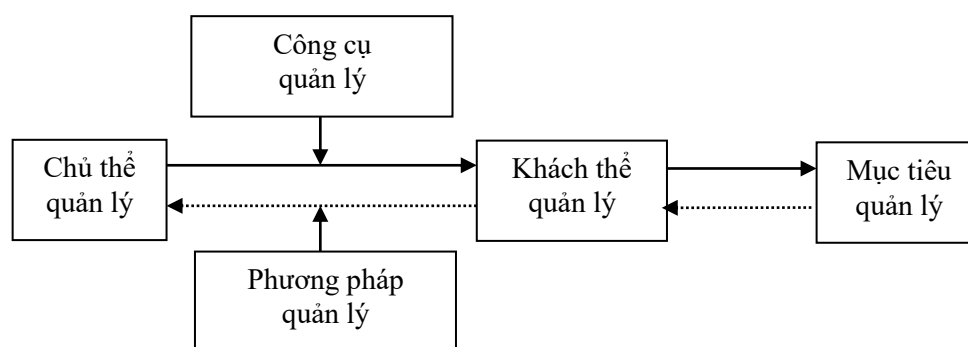 Công cụ
quản lý
Chủ thể
quản lý
Khách thể
quản lý
Mục tiêu
quản lý
Phương pháp
quản lý